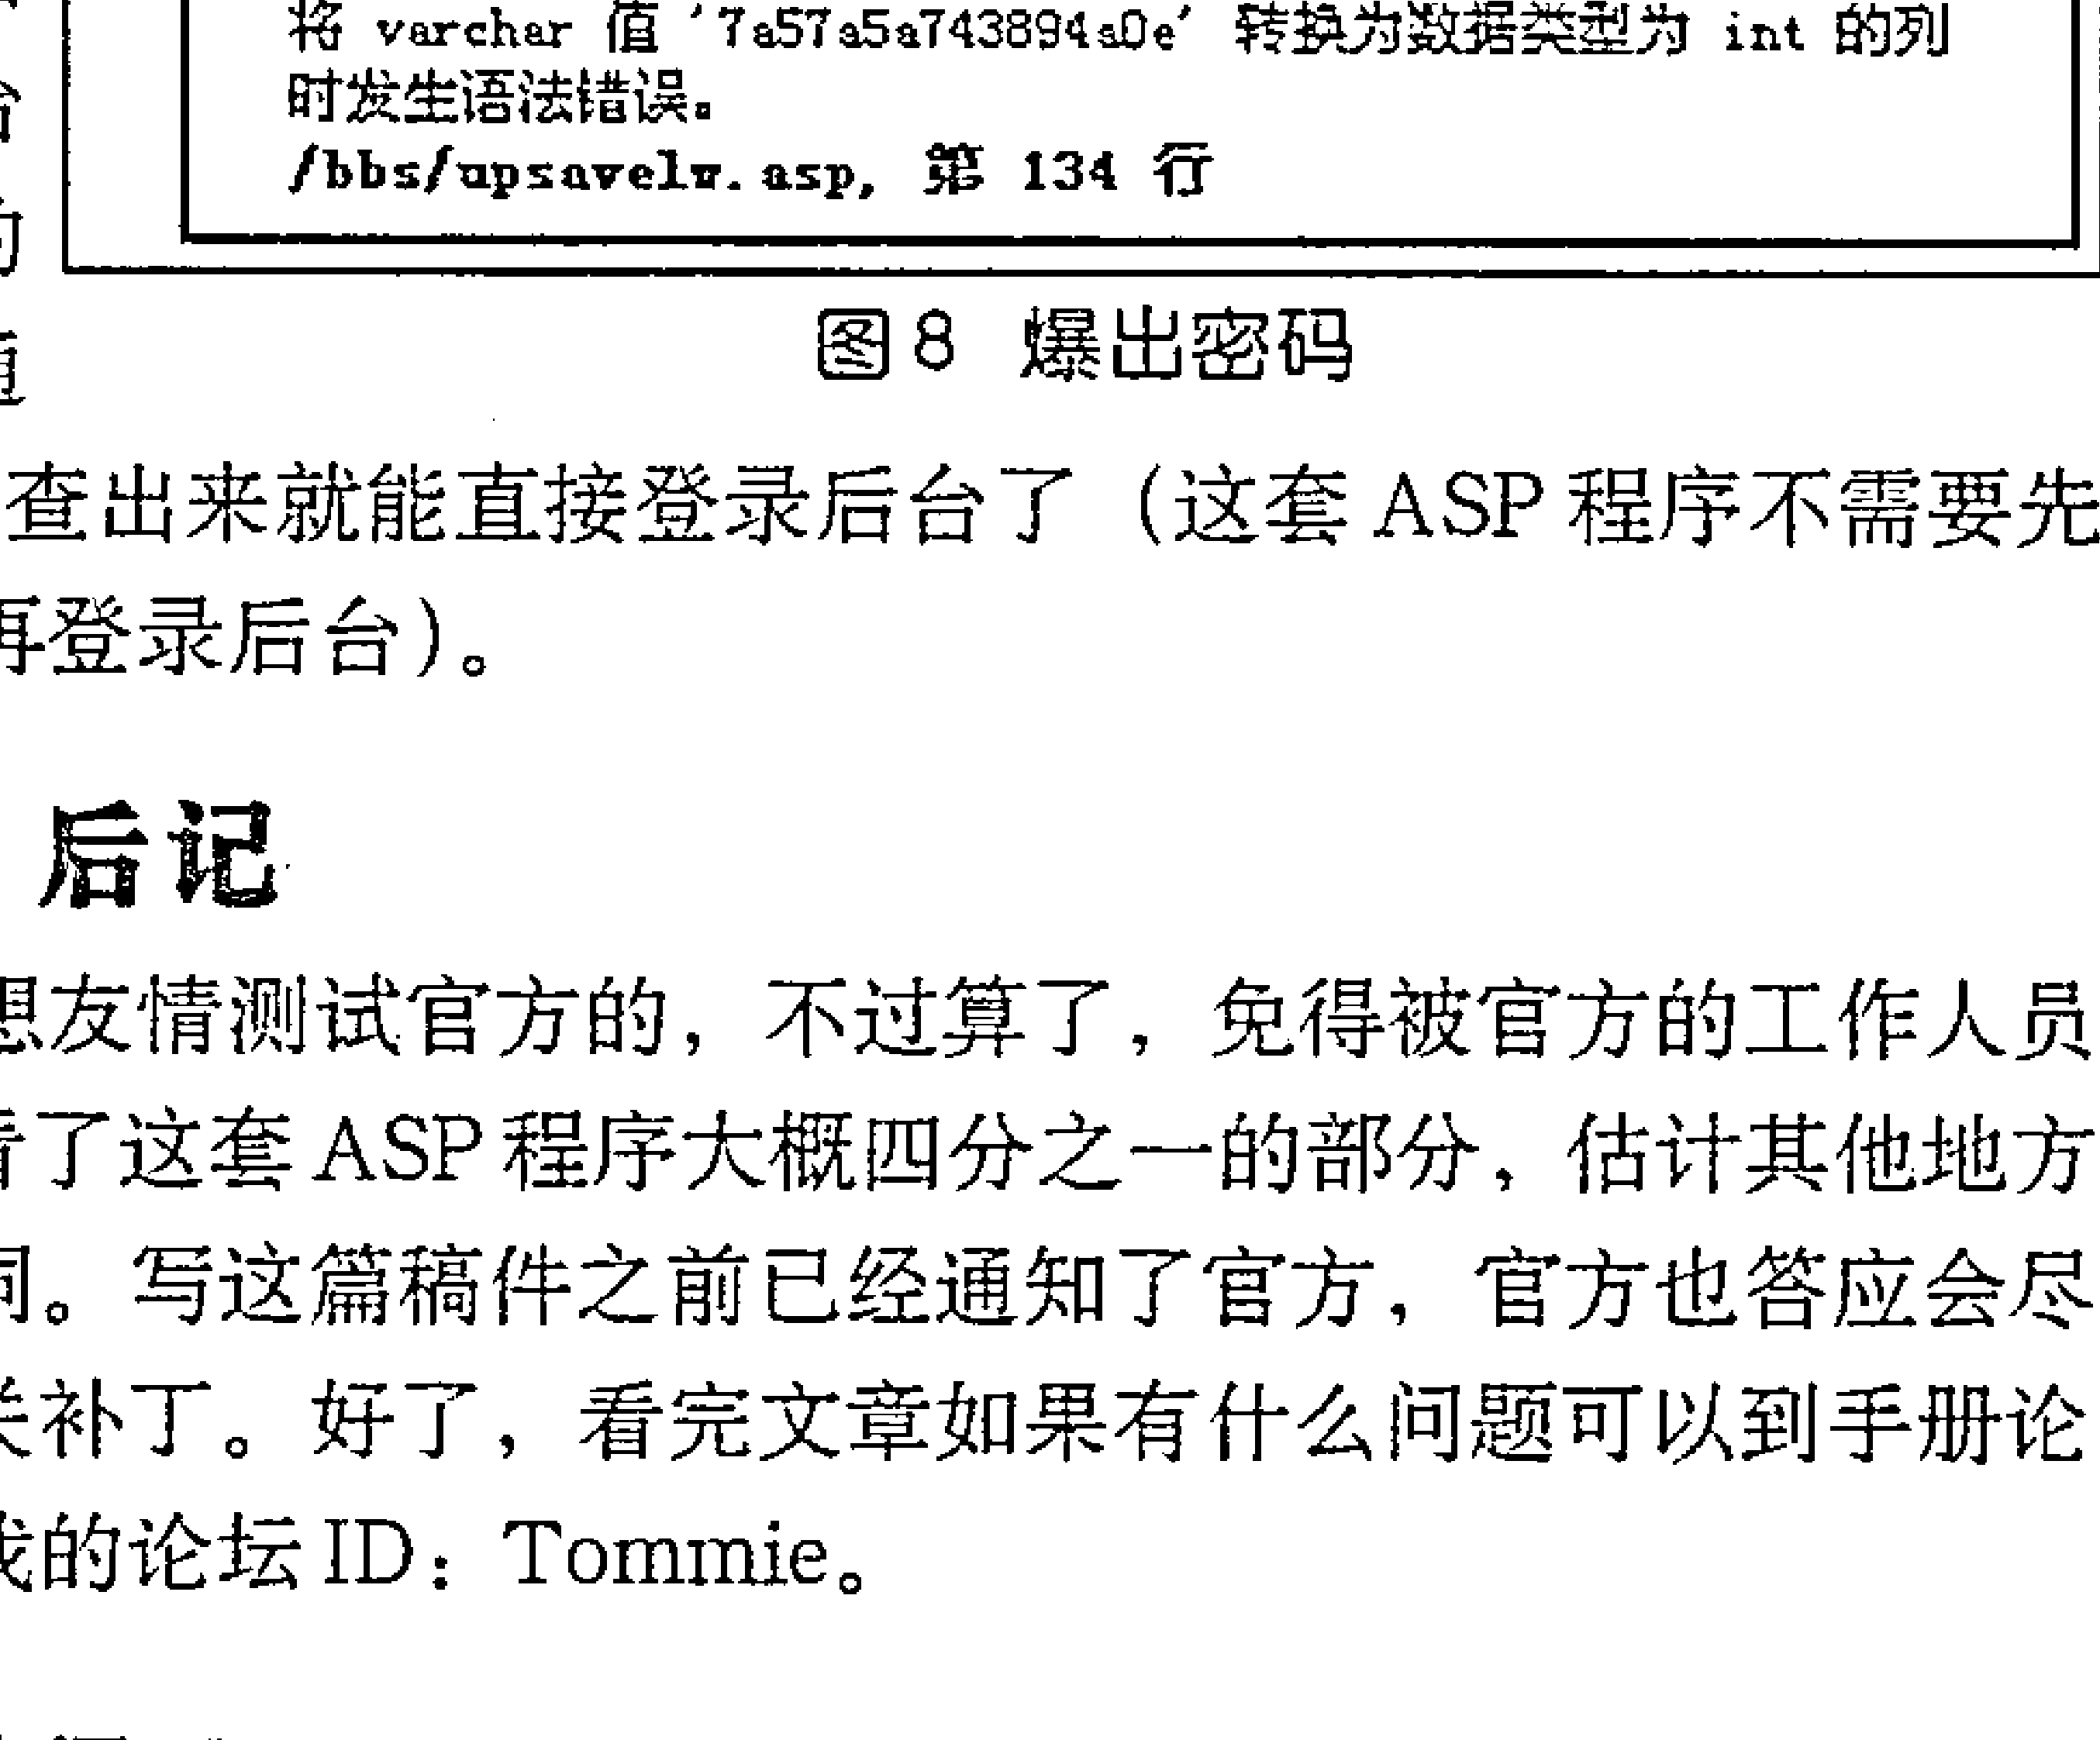 将 varchar 值 '7a57a5a743894a0e' 转换为数据类型为 int 的列
时发生语法错误。
/bbs/upsavelw.asp, 第 134 行
图8 爆出密码
查出来就能直接登录后台了（这套 ASP 程序不需要先
再登录后台）。
后记
想友情测试官方的，不过算了，免得被官方的工作人员
看了这套 ASP 程序大概四分之一的部分，估计其他地方
洞。写这篇稿件之前已经通知了官方，官方也答应会尽
关补丁。好了，看完文章如果有什么问题可以到手册论
我的论坛 ID：Tommie。